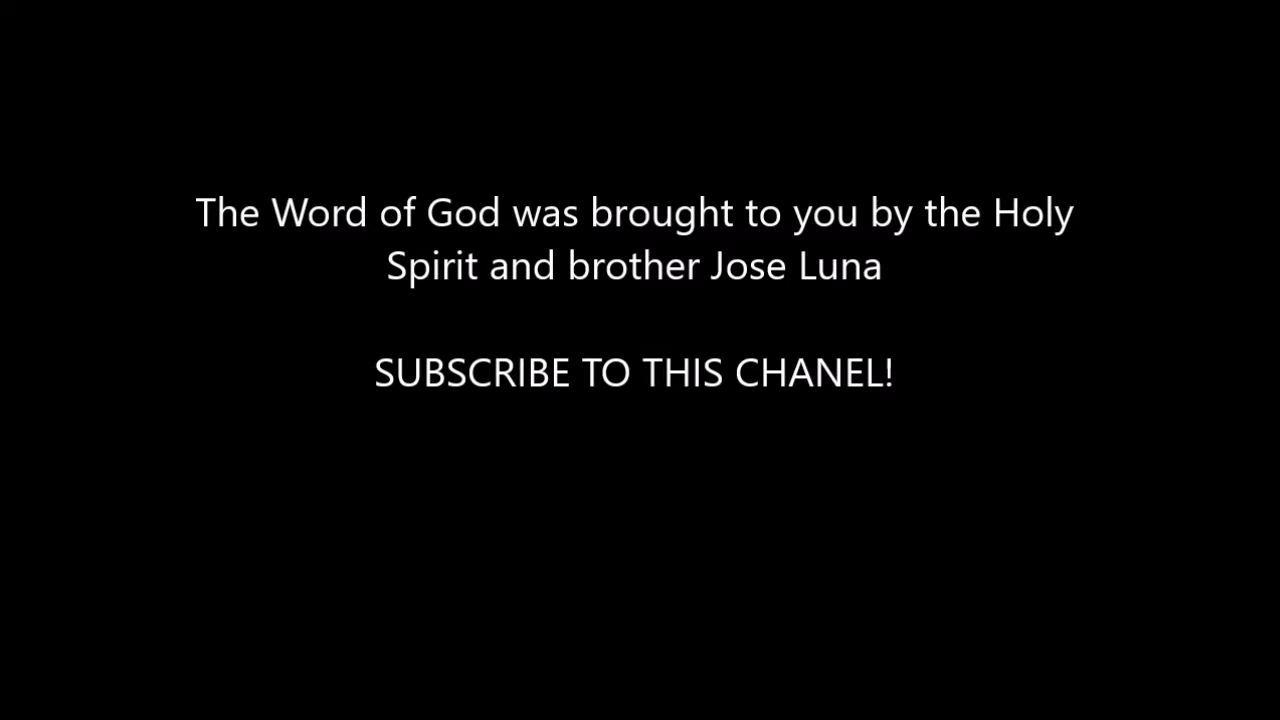 The Word of God was brought to you by the Holy
Spirit and brother Jose Luna
SUBSCRIBE TO THIS CHANEL!